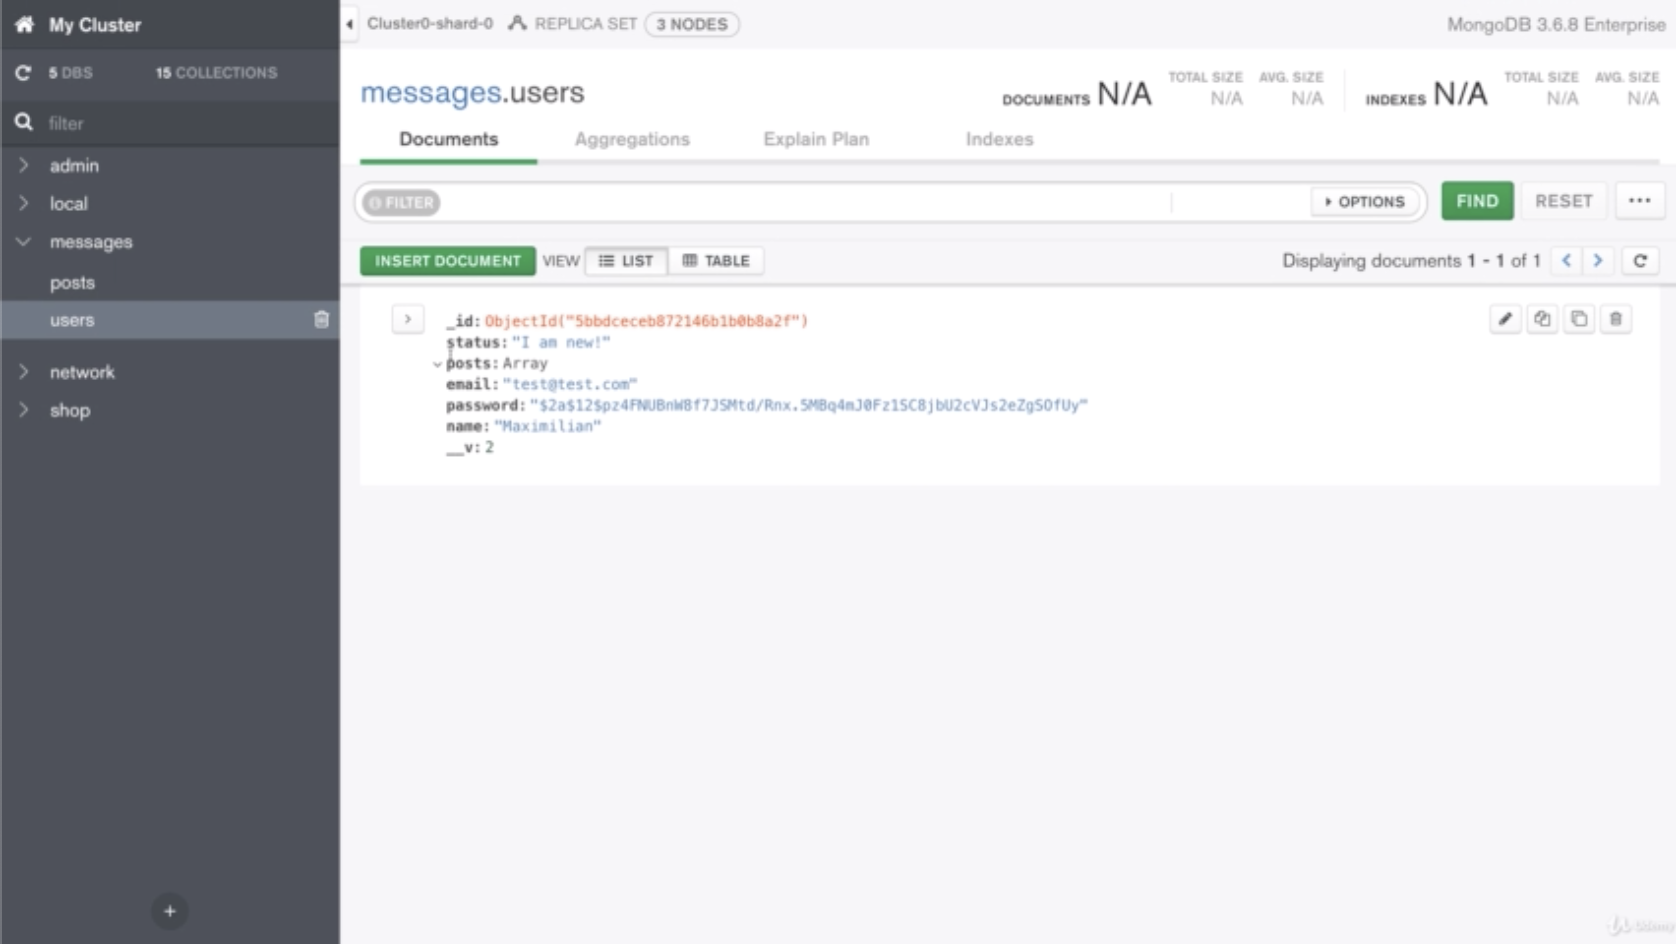 My Cluster
5 DBS 15 COLLECTIONS
filter
admin
local
messages
posts
users
network
shop
Cluster0-shard-0 REPLICA SET 3 NODES
MongoDB 3.6.8 Enterprise
messages.users
DOCUMENTS N/A TOTAL SIZE N/A AVG. SIZE N/A INDEXES N/A TOTAL SIZE N/A AVG. SIZE N/A
Documents Aggregations Explain Plan Indexes
FILTER OPTIONS FIND RESET ...
INSERT DOCUMENT VIEW LIST TABLE Displaying documents 1 - 1 of 1
_id: ObjectId("5bbdceceb872146b1b0b8a2f")
status: "I am new!"
posts: Array
email: "test@test.com"
password: "$2a$12$pz4FNUBnW8f7JSMtd/Rnx.5MBq4mJ0Fz1SC8jbU2cVJs2eZgSOfUy"
name: "Maximilian"
__v: 2
Udemy